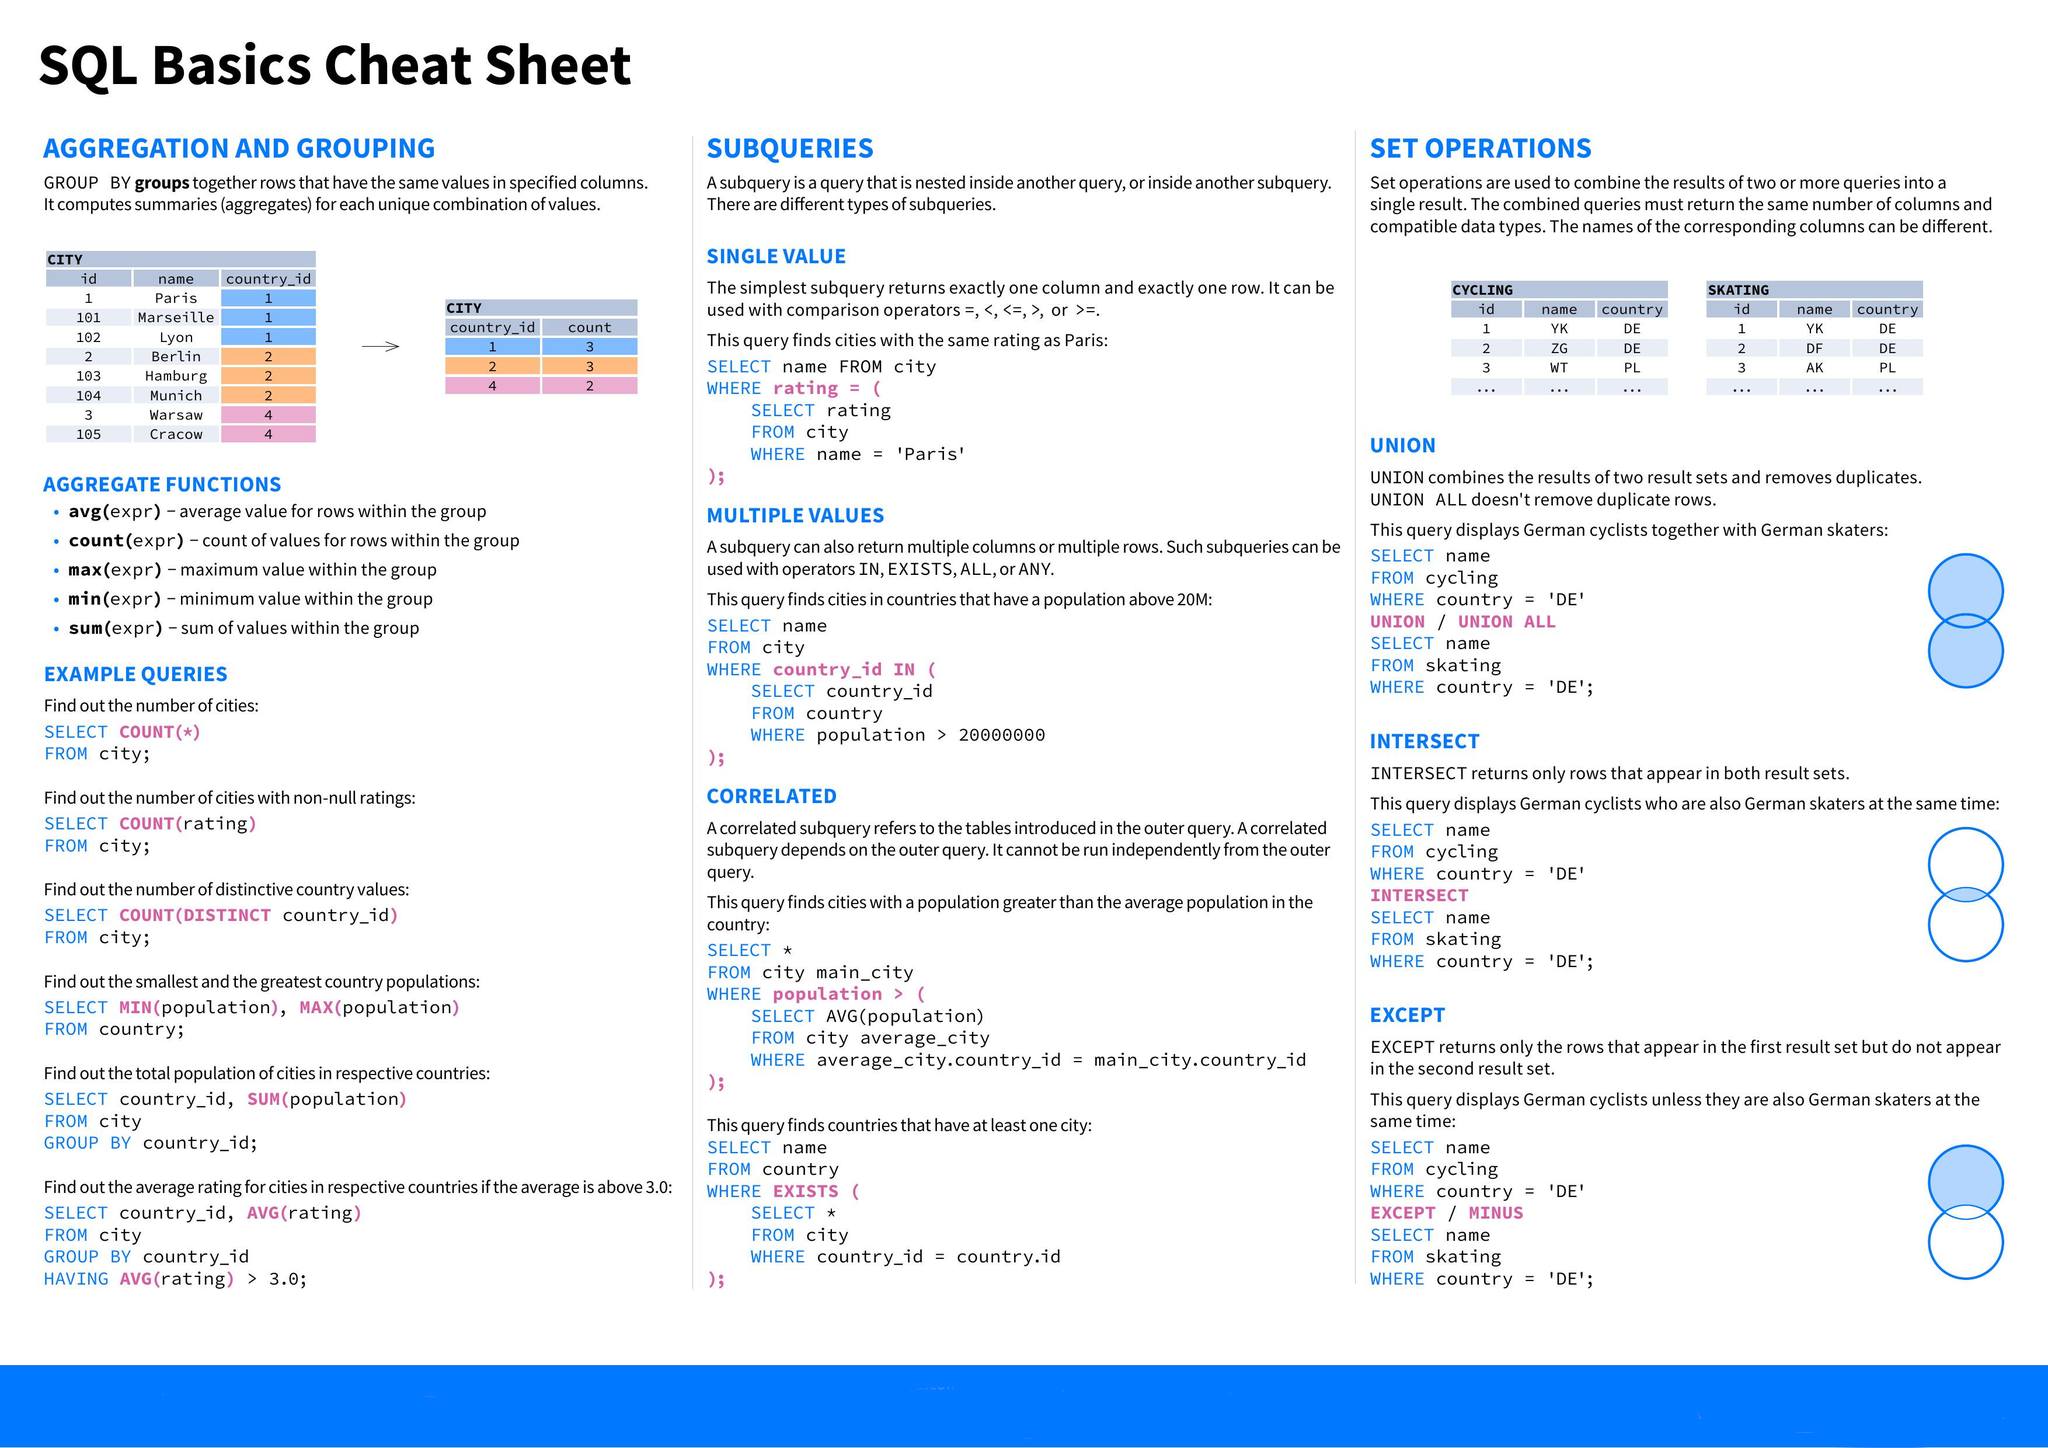 SQL Basics Cheat Sheet
AGGREGATION AND GROUPING
GROUP BY groups together rows that have the same values in specified columns.
It computes summaries (aggregates) for each unique combination of values.
CITY
id name country_id
1 Paris 1
101 Marseille 1
102 Lyon 1
2 Berlin 2
103 Hamburg 2
104 Munich 2
3 Warsaw 4
105 Cracow 4
CITY
country_id count
1 3
2 3
4 2
AGGREGATE FUNCTIONS
• avg(expr) − average value for rows within the group
• count(expr) − count of values for rows within the group
• max(expr) − maximum value within the group
• min(expr) − minimum value within the group
• sum(expr) − sum of values within the group
EXAMPLE QUERIES
Find out the number of cities:
SELECT COUNT(*)
FROM city;
Find out the number of cities with non-null ratings:
SELECT COUNT(rating)
FROM city;
Find out the number of distinctive country values:
SELECT COUNT(DISTINCT country_id)
FROM city;
Find out the smallest and the greatest country populations:
SELECT MIN(population), MAX(population)
FROM country;
Find out the total population of cities in respective countries:
SELECT country_id, SUM(population)
FROM city
GROUP BY country_id;
Find out the average rating for cities in respective countries if the average is above 3.0:
SELECT country_id, AVG(rating)
FROM city
GROUP BY country_id
HAVING AVG(rating) > 3.0;
SUBQUERIES
A subquery is a query that is nested inside another query, or inside another subquery.
There are different types of subqueries.
SINGLE VALUE
The simplest subquery returns exactly one column and exactly one row. It can be
used with comparison operators =, <, <=, >, or >=.
This query finds cities with the same rating as Paris:
SELECT name FROM city
WHERE rating = (
SELECT rating
FROM city
WHERE name = 'Paris'
);
MULTIPLE VALUES
A subquery can also return multiple columns or multiple rows. Such subqueries can be
used with operators IN, EXISTS, ALL, or ANY.
This query finds cities in countries that have a population above 20M:
SELECT name
FROM city
WHERE country_id IN (
SELECT country_id
FROM country
WHERE population > 20000000
);
CORRELATED
A correlated subquery refers to the tables introduced in the outer query. A correlated
subquery depends on the outer query. It cannot be run independently from the outer
query.
This query finds cities with a population greater than the average population in the
country:
SELECT *
FROM city main_city
WHERE population > (
SELECT AVG(population)
FROM city average_city
WHERE average_city.country_id = main_city.country_id
);
This query finds countries that have at least one city:
SELECT name
FROM country
WHERE EXISTS (
SELECT *
FROM city
WHERE country_id = country.id
);
SET OPERATIONS
Set operations are used to combine the results of two or more queries into a
single result. The combined queries must return the same number of columns and
compatible data types. The names of the corresponding columns can be different.
CYCLING
id name country
1 YK DE
2 ZG DE
3 WT PL
... ... ...
SKATING
id name country
1 YK DE
2 DF DE
3 AK PL
... ... ...
UNION
UNION combines the results of two result sets and removes duplicates.
UNION ALL doesn't remove duplicate rows.
This query displays German cyclists together with German skaters:
SELECT name
FROM cycling
WHERE country = 'DE'
UNION / UNION ALL
SELECT name
FROM skating
WHERE country = 'DE';
INTERSECT
INTERSECT returns only rows that appear in both result sets.
This query displays German cyclists who are also German skaters at the same time:
SELECT name
FROM cycling
WHERE country = 'DE'
INTERSECT
SELECT name
FROM skating
WHERE country = 'DE';
EXCEPT
EXCEPT returns only the rows that appear in the first result set but do not appear
in the second result set.
This query displays German cyclists unless they are also German skaters at the
same time:
SELECT name
FROM cycling
WHERE country = 'DE'
EXCEPT / MINUS
SELECT name
FROM skating
WHERE country = 'DE';